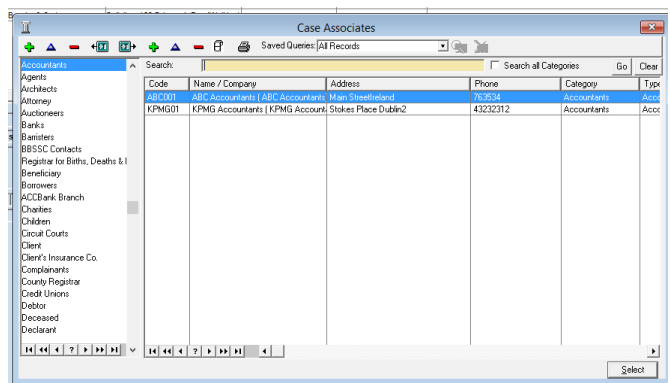 Case Associates
Saved Queries: All Records
Search:
Search all Categories
Go
Clear
Accountants
Agents
Architects
Attorney
Auctioneers
Banks
Barristers
BBSSC Contacts
Registrar for Births, Deaths &
Beneficiary
Borrowers
ACCBank Branch
Charities
Children
Circuit Courts
Client
Client's Insurance Co.
Complainants
County Registrar
Credit Unions
Debtor
Deceased
Declarant
Code Name / Company Address Phone Category Type
ABC001 ABC Accountants ( ABC Accountants Main StreetIreland 763534 Accountants Acco
KPMG01 KPMG Accountants ( KPMG Account Stokes Place Dublin2 43232312 Accountants Acco
Select